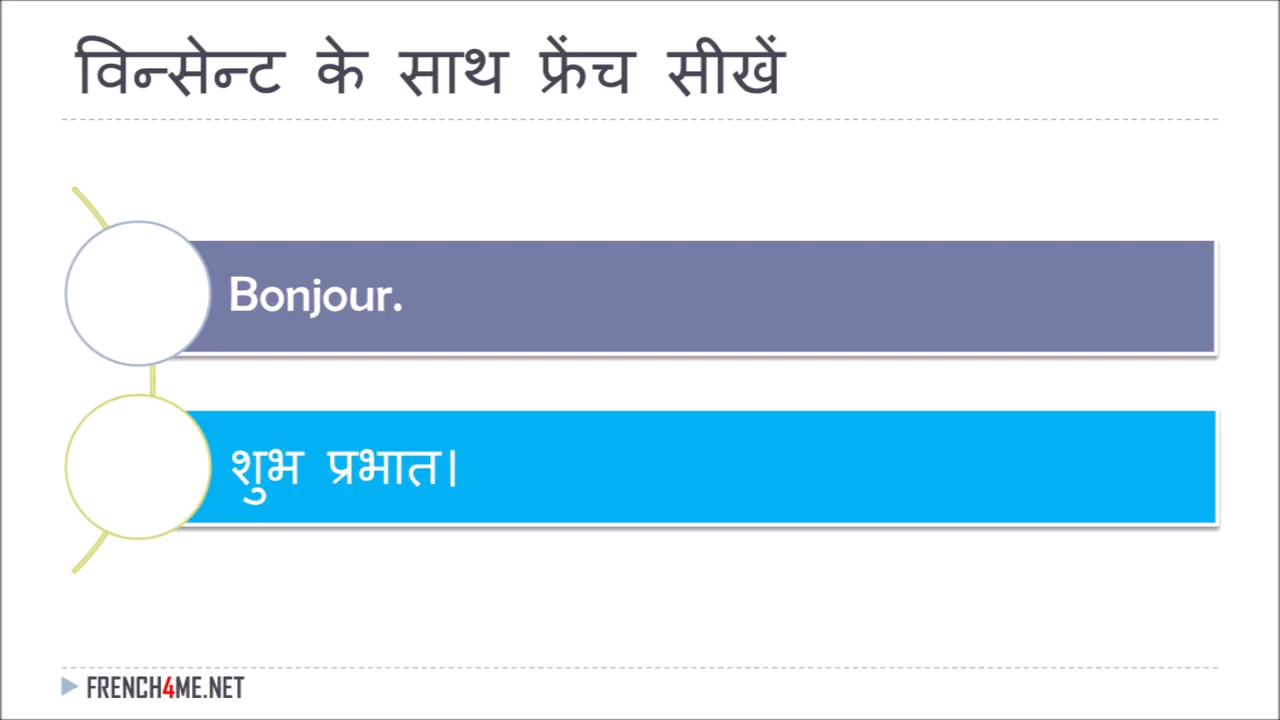 विन्सेन्ट के साथ फ्रेंच सीखें
Bonjour.
शुभ प्रभात।
FRENCH4ME.NET